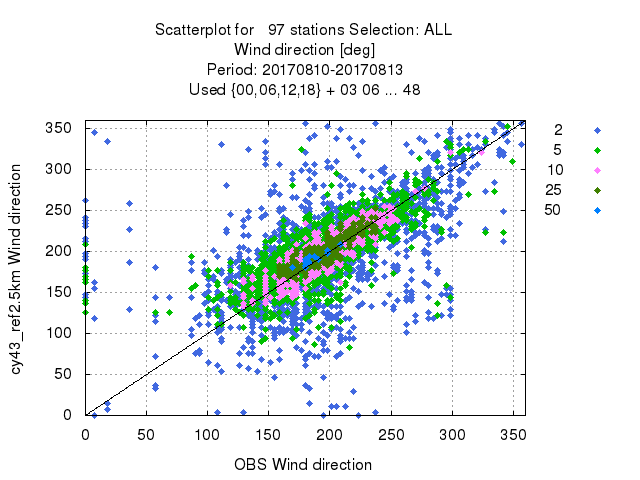 Scatterplot for 97 stations Selection: ALL
Wind direction [deg]
Period: 20170810-20170813
Used {00,06,12,18} + 03 06 ... 48
350
300
250
200
150
100
50
0
cy43_ref2.5km Wind direction
0 50 100 150 200 250 300 350
OBS Wind direction
2
5
10
25
50